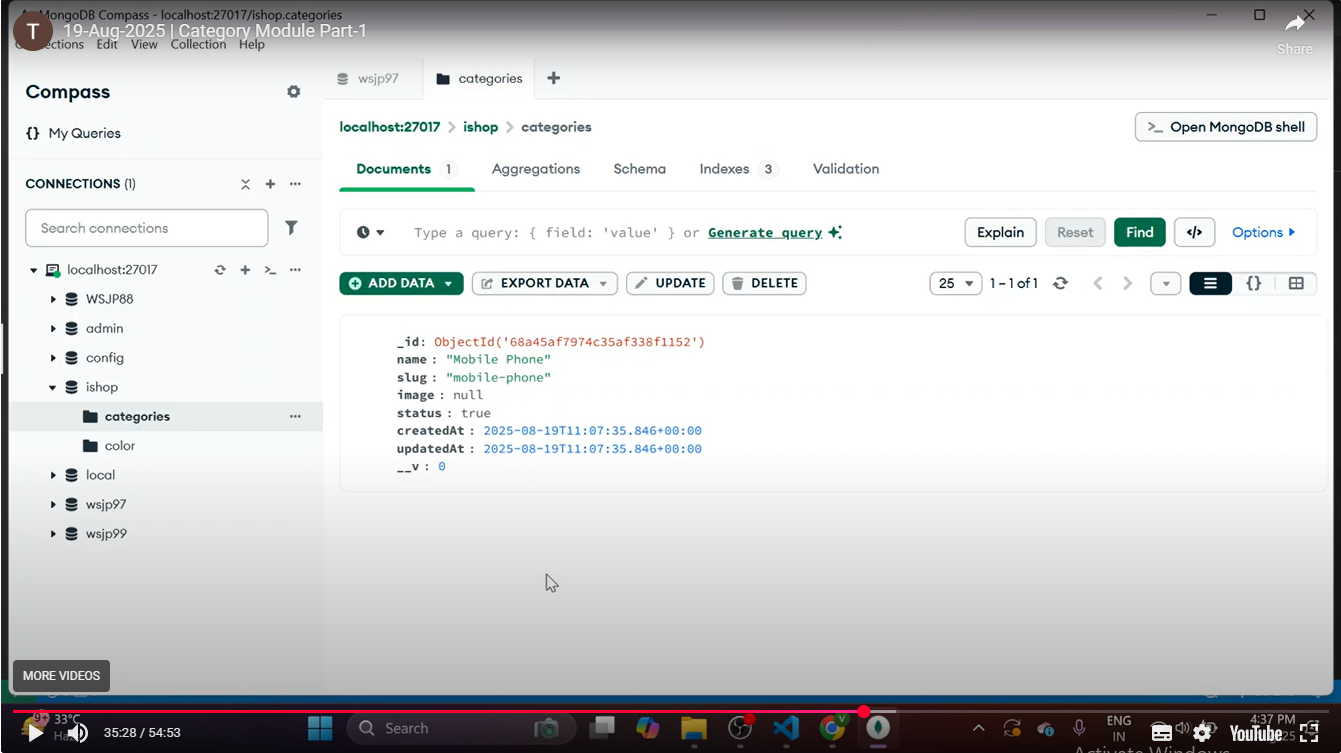 MongoDB Compass - localhost:27017/ishop.categories
T
19-Aug-2025 | Category Module Part-1
Share
Connections Edit View Collection Help
Compass
{} My Queries
CONNECTIONS (1)
Search connections
localhost:27017
WSJP88
admin
config
ishop
categories
color
local
wsjp97
wsjp99
wsjp97
categories
localhost:27017 > ishop > categories
>_ Open MongoDB shell
Documents 1 Aggregations Schema Indexes 3 Validation
Type a query: { field: 'value' } or Generate query
Explain Reset Find </> Options
ADD DATA EXPORT DATA UPDATE DELETE
25 1 – 1 of 1 {}
_id: ObjectId('68a45af7974c35af338f1152')
name : "Mobile Phone"
slug : "mobile-phone"
image : null
status : true
createdAt : 2025-08-19T11:07:35.846+00:00
updatedAt : 2025-08-19T11:07:35.846+00:00
__v : 0
MORE VIDEOS
9+ 33°C
35:28 / 54:53
Search
ENG
IN
4:37 PM
YouTube
Activate Windows